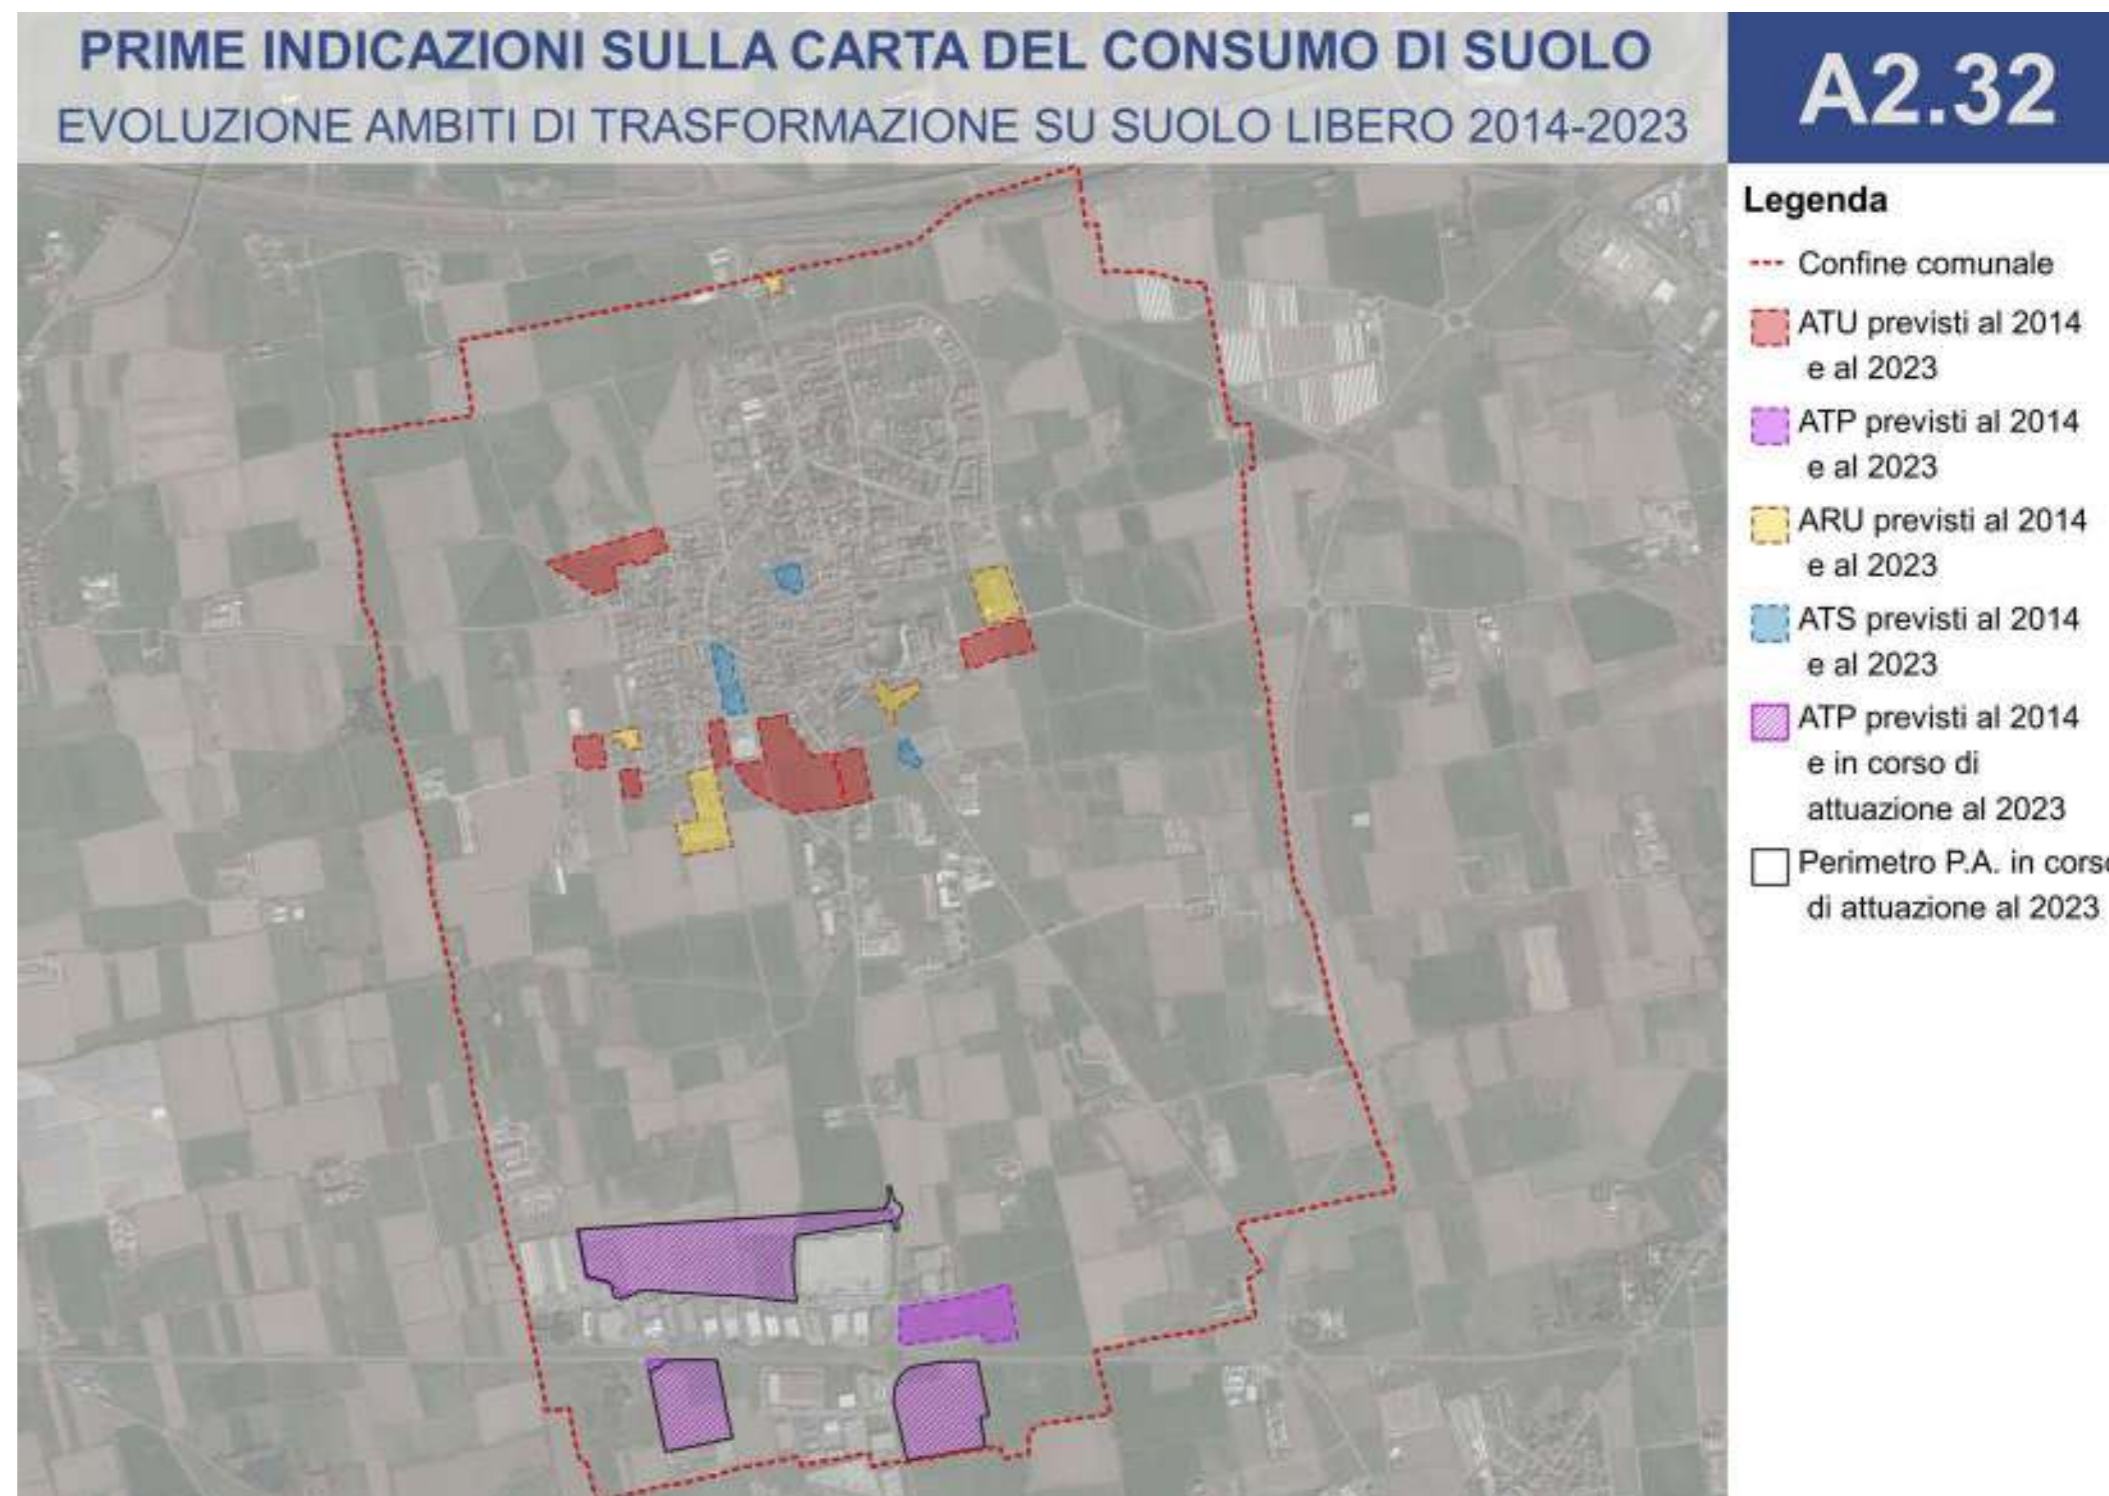 PRIME INDICAZIONI SULLA CARTA DEL CONSUMO DI SUOLO
EVOLUZIONE AMBITI DI TRASFORMAZIONE SU SUOLO LIBERO 2014-2023
A2.32
Legenda
Confine comunale
ATU previsti al 2014
e al 2023
ATP previsti al 2014
e al 2023
ARU previsti al 2014
e al 2023
ATS previsti al 2014
e al 2023
ATP previsti al 2014
e in corso di
attuazione al 2023
Perimetro P.A. in corso
di attuazione al 2023